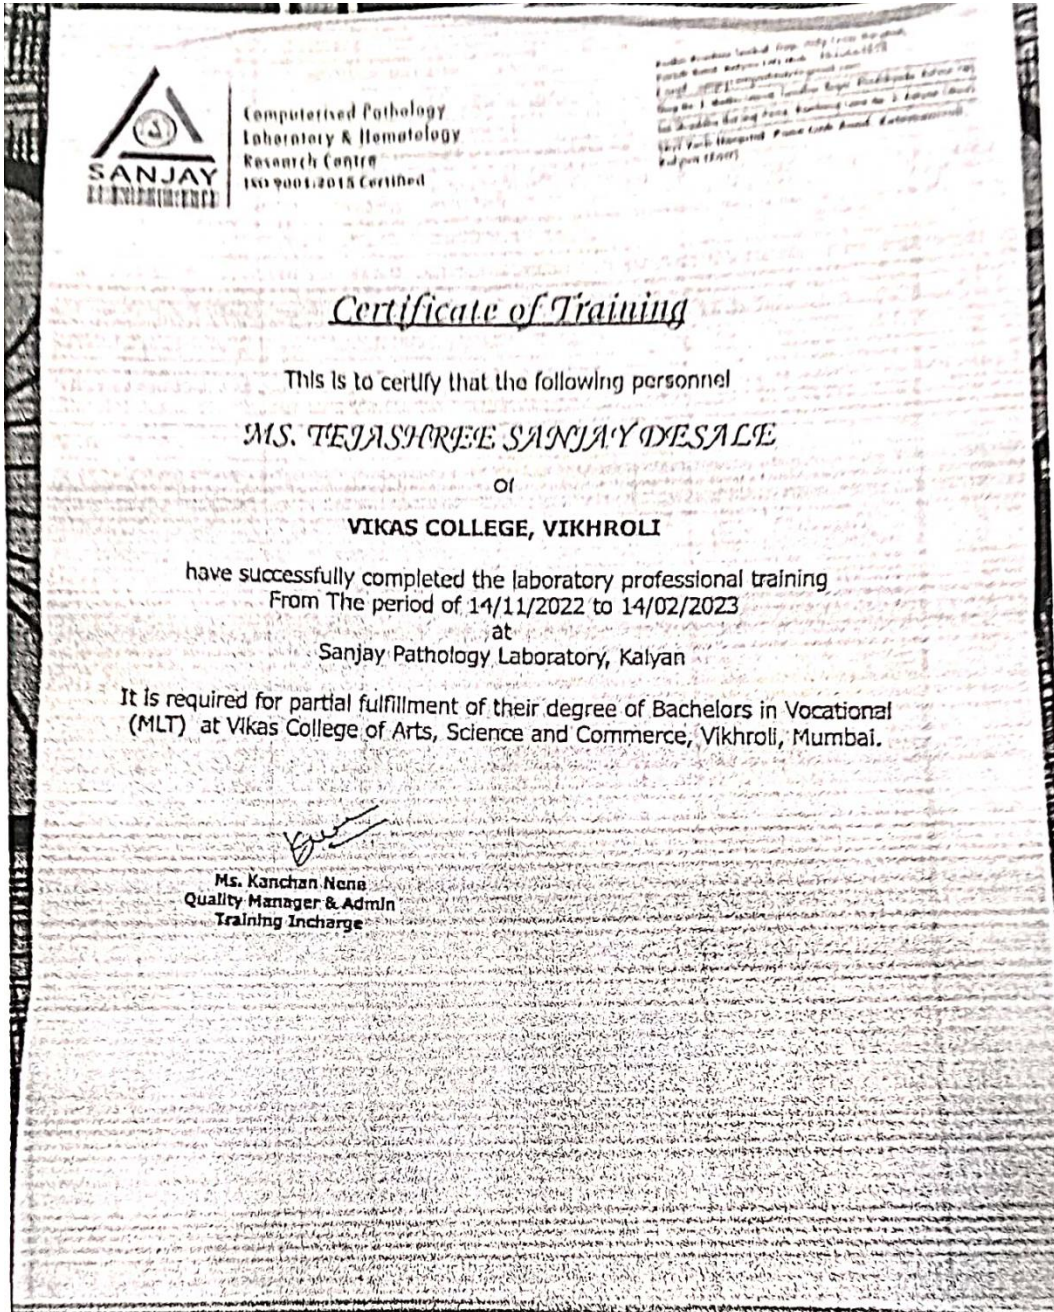 SANJAY
Computerised Pathology
Laboratory & Hematology
Research Centre
ISO 9001:2015 Certified
Certificate of Training
This is to certify that the following personnel
MS. TEJASHREE SANJAY DESALE
Of
VIKAS COLLEGE, VIKHROLI
have successfully completed the laboratory professional training
From The period of 14/11/2022 to 14/02/2023
at
Sanjay Pathology Laboratory, Kalyan
It is required for partial fulfillment of their degree of Bachelors in Vocational
(MLT) at Vikas College of Arts, Science and Commerce, Vikhroli, Mumbai.
Ms. Kanchan Nene
Quality Manager & Admin
Training Incharge